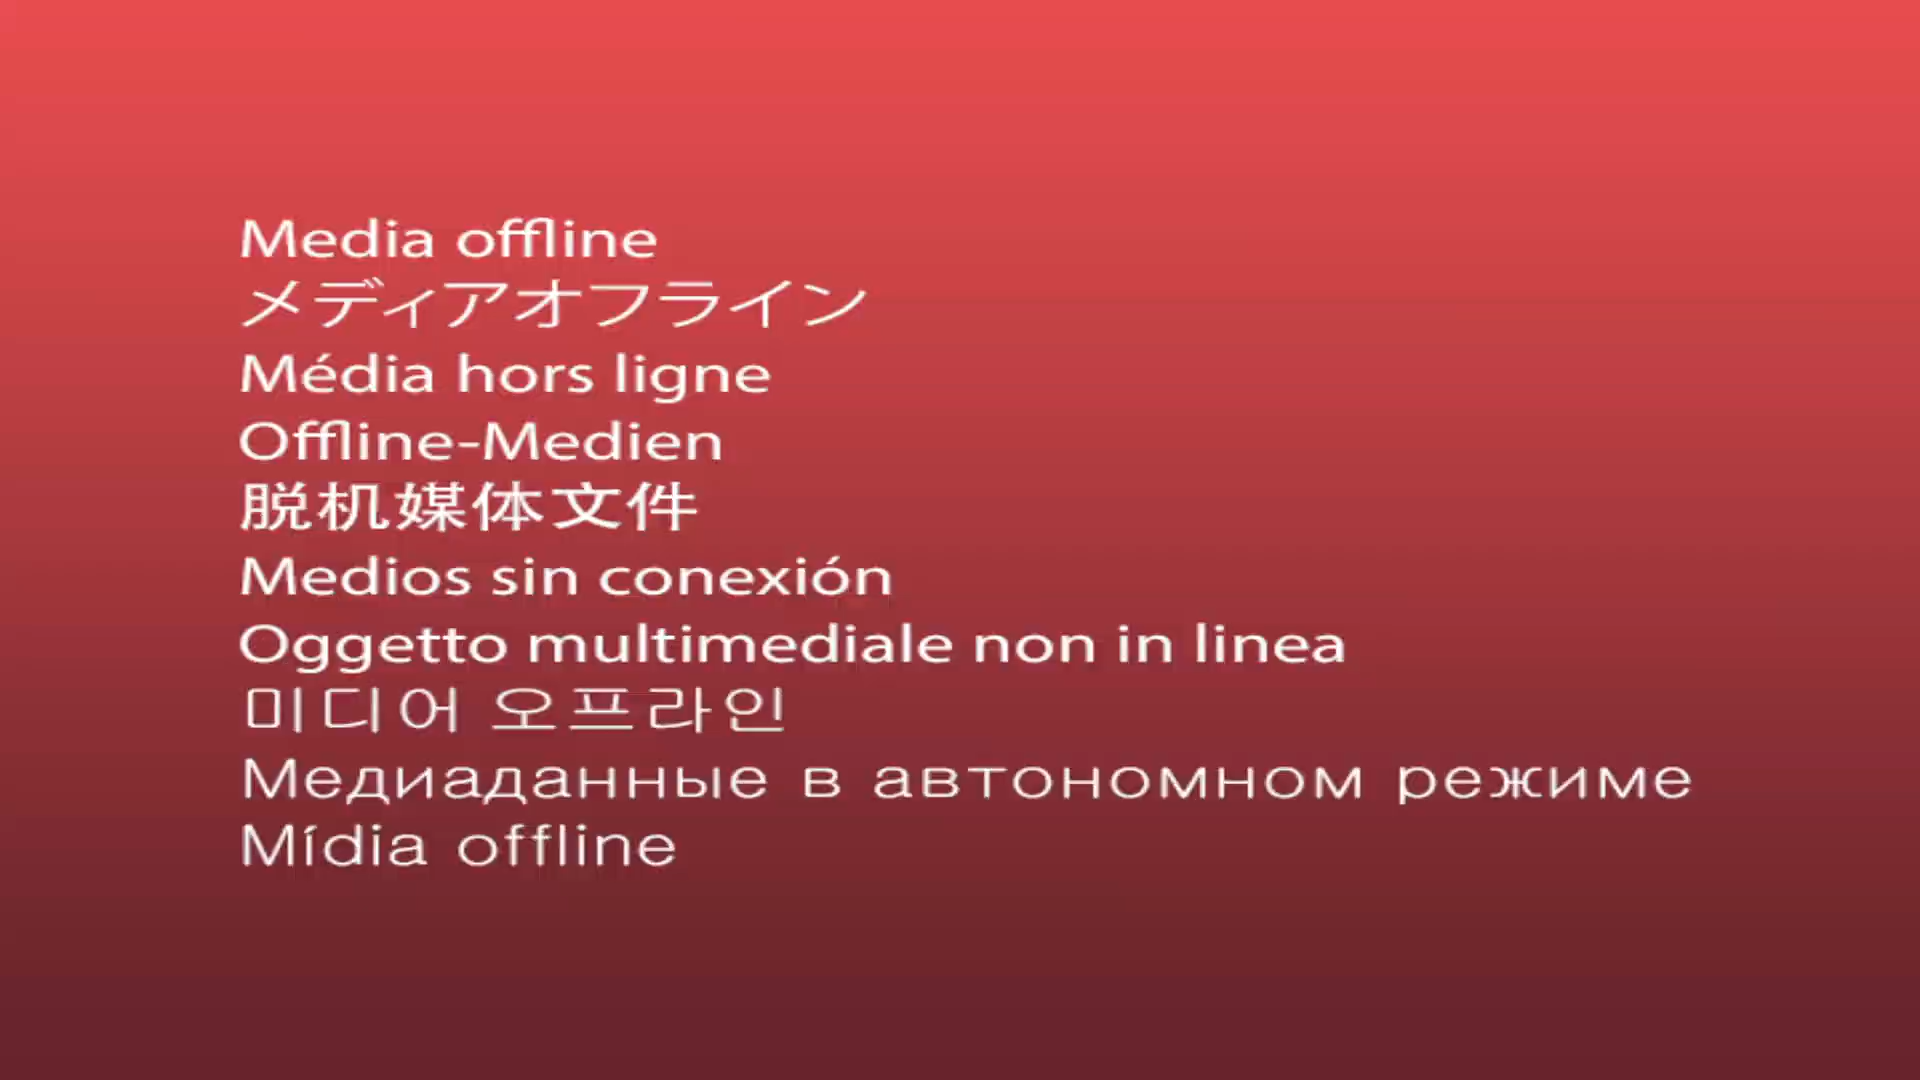 Media offline
メディアオフライン
Média hors ligne
Offline-Medien
脱机媒体文件
Medios sin conexión
Oggetto multimediale non in linea
미디어 오프라인
Медиаданные в автономном режиме
Mídia offline